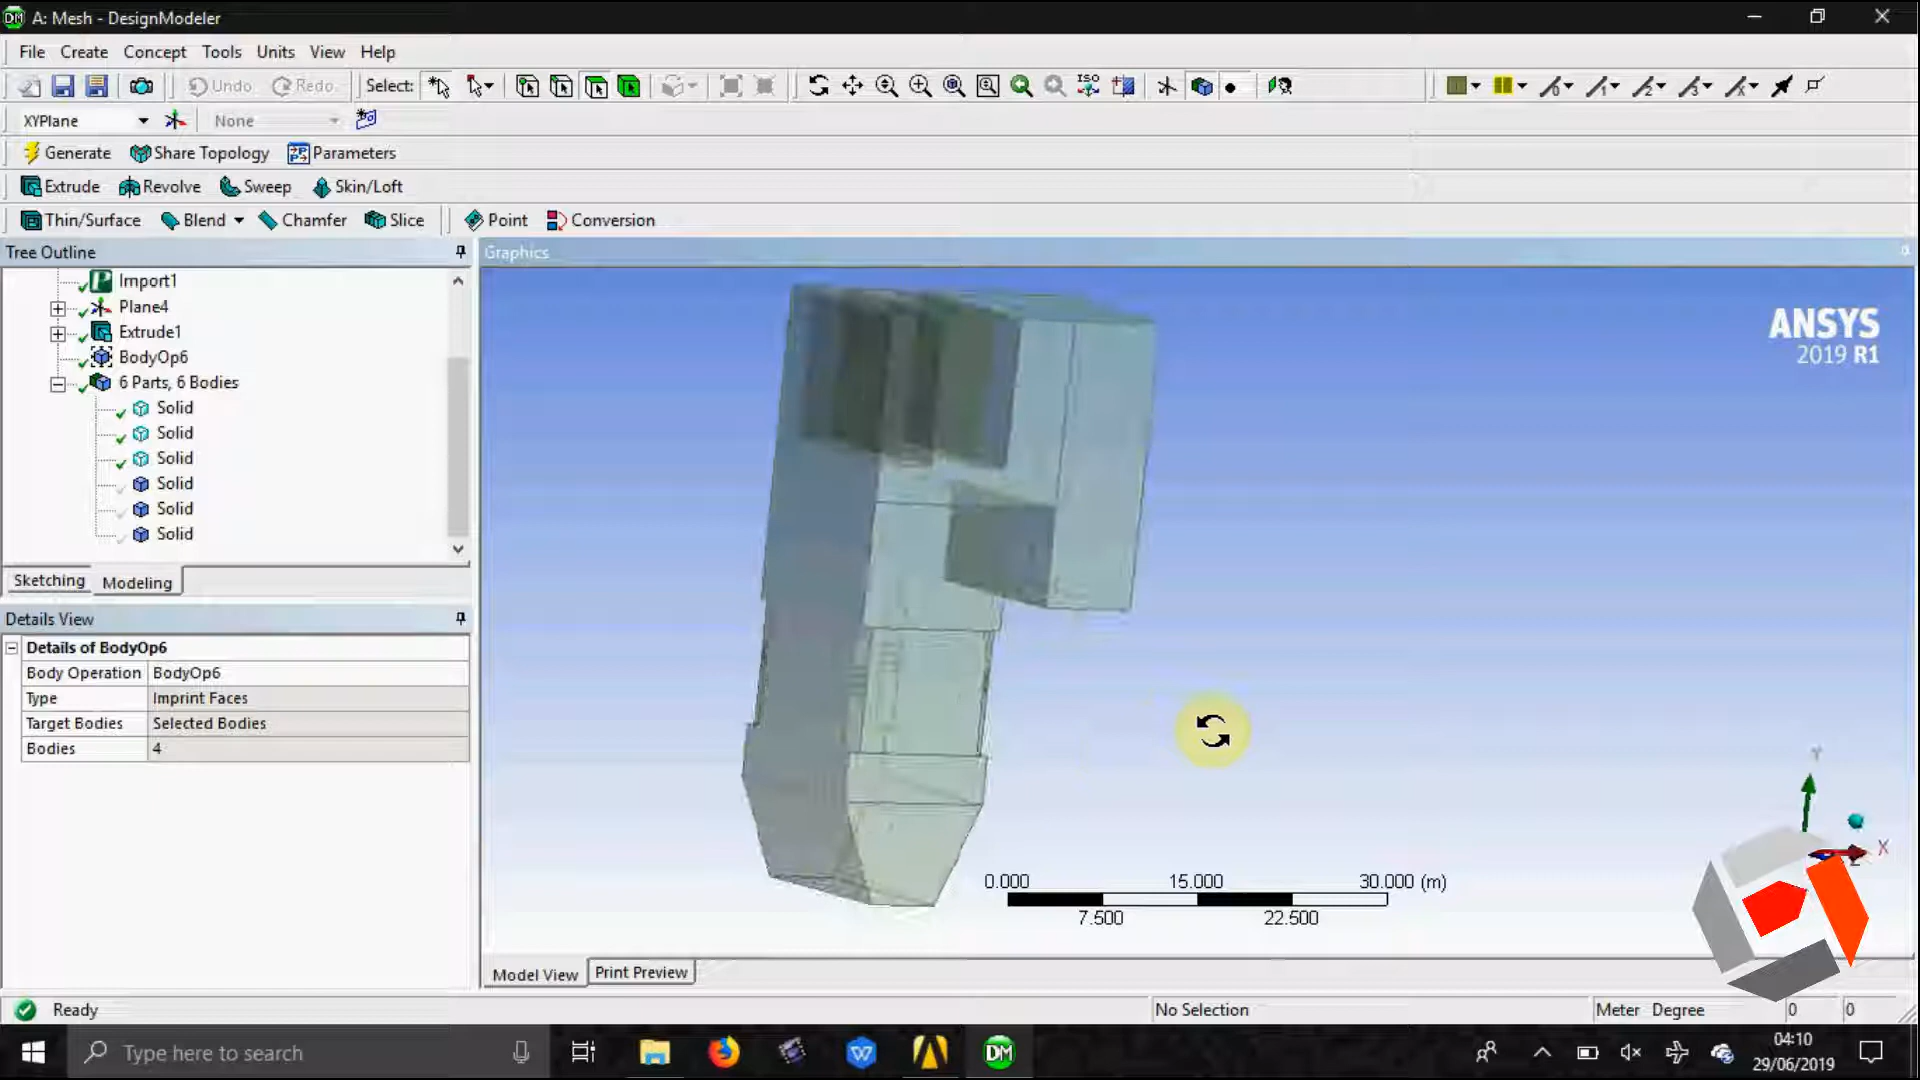 A: Mesh - DesignModeler
File Create Concept Tools Units View Help
Undo Redo Select: ISO
XYPlane None
Generate Share Topology Parameters
Extrude Revolve Sweep Skin/Loft
Thin/Surface Blend Chamfer Slice Point Conversion
Tree Outline
Import1
Plane4
Extrude1
BodyOp6
6 Parts, 6 Bodies
Solid
Solid
Solid
Solid
Solid
Solid
Sketching Modeling
Details View
Details of BodyOp6
Body Operation BodyOp6
Type Imprint Faces
Target Bodies Selected Bodies
Bodies 4
Graphics
ANSYS
2019 R1
Y
X
Z
0.000 15.000 30.000 (m)
7.500 22.500
Model View Print Preview
Ready No Selection Meter Degree 0 0
Type here to search
DM
04:10
29/06/2019